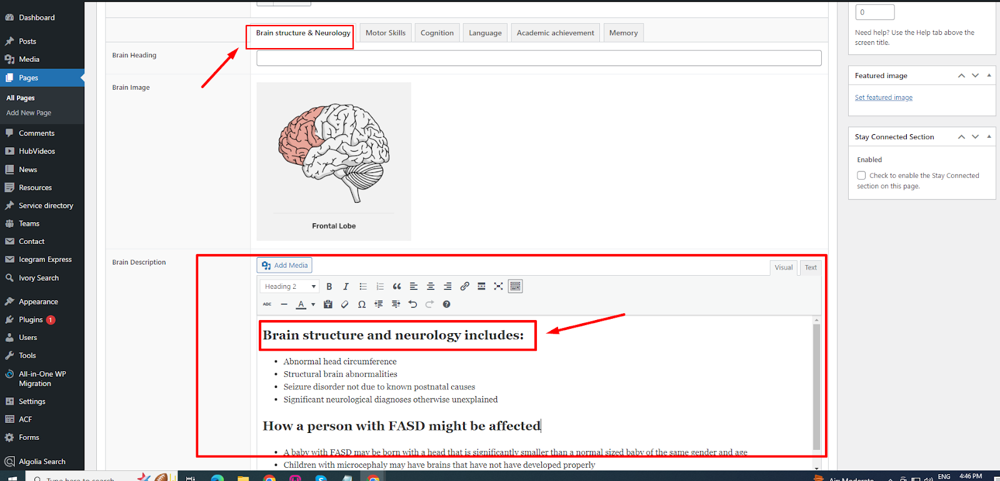 Dashboard
Posts
Media
Pages
All Pages
Add New Page
Comments
HubVideos
News
Resources
Service directory
Teams
Contact
Icegram Express
Ivory Search
Appearance
Plugins 1
Users
Tools
All-in-One WP
Migration
Settings
ACF
Forms
Algolia Search
Brain structure & Neurology
Motor Skills
Cognition
Language
Academic achievement
Memory
Brain Heading
Brain Image
Frontal Lobe
Brain Description
Add Media
Visual
Text
Heading 2
B
I
ABC
A
Ω
Brain structure and neurology includes:
• Abnormal head circumference
• Structural brain abnormalities
• Seizure disorder not due to known postnatal causes
• Significant neurological diagnoses otherwise unexplained
How a person with FASD might be affected
• A baby with FASD may be born with a head that is significantly smaller than a normal sized baby of the same gender and age
• Children with microcephaly may have brains that have not have developed properly
0
Need help? Use the Help tab above the
screen title.
Featured image
Set featured image
Stay Connected Section
Enabled
Check to enable the Stay Connected
section on this page.
Type here to search
Air: Moderate
ENG
4:46 PM